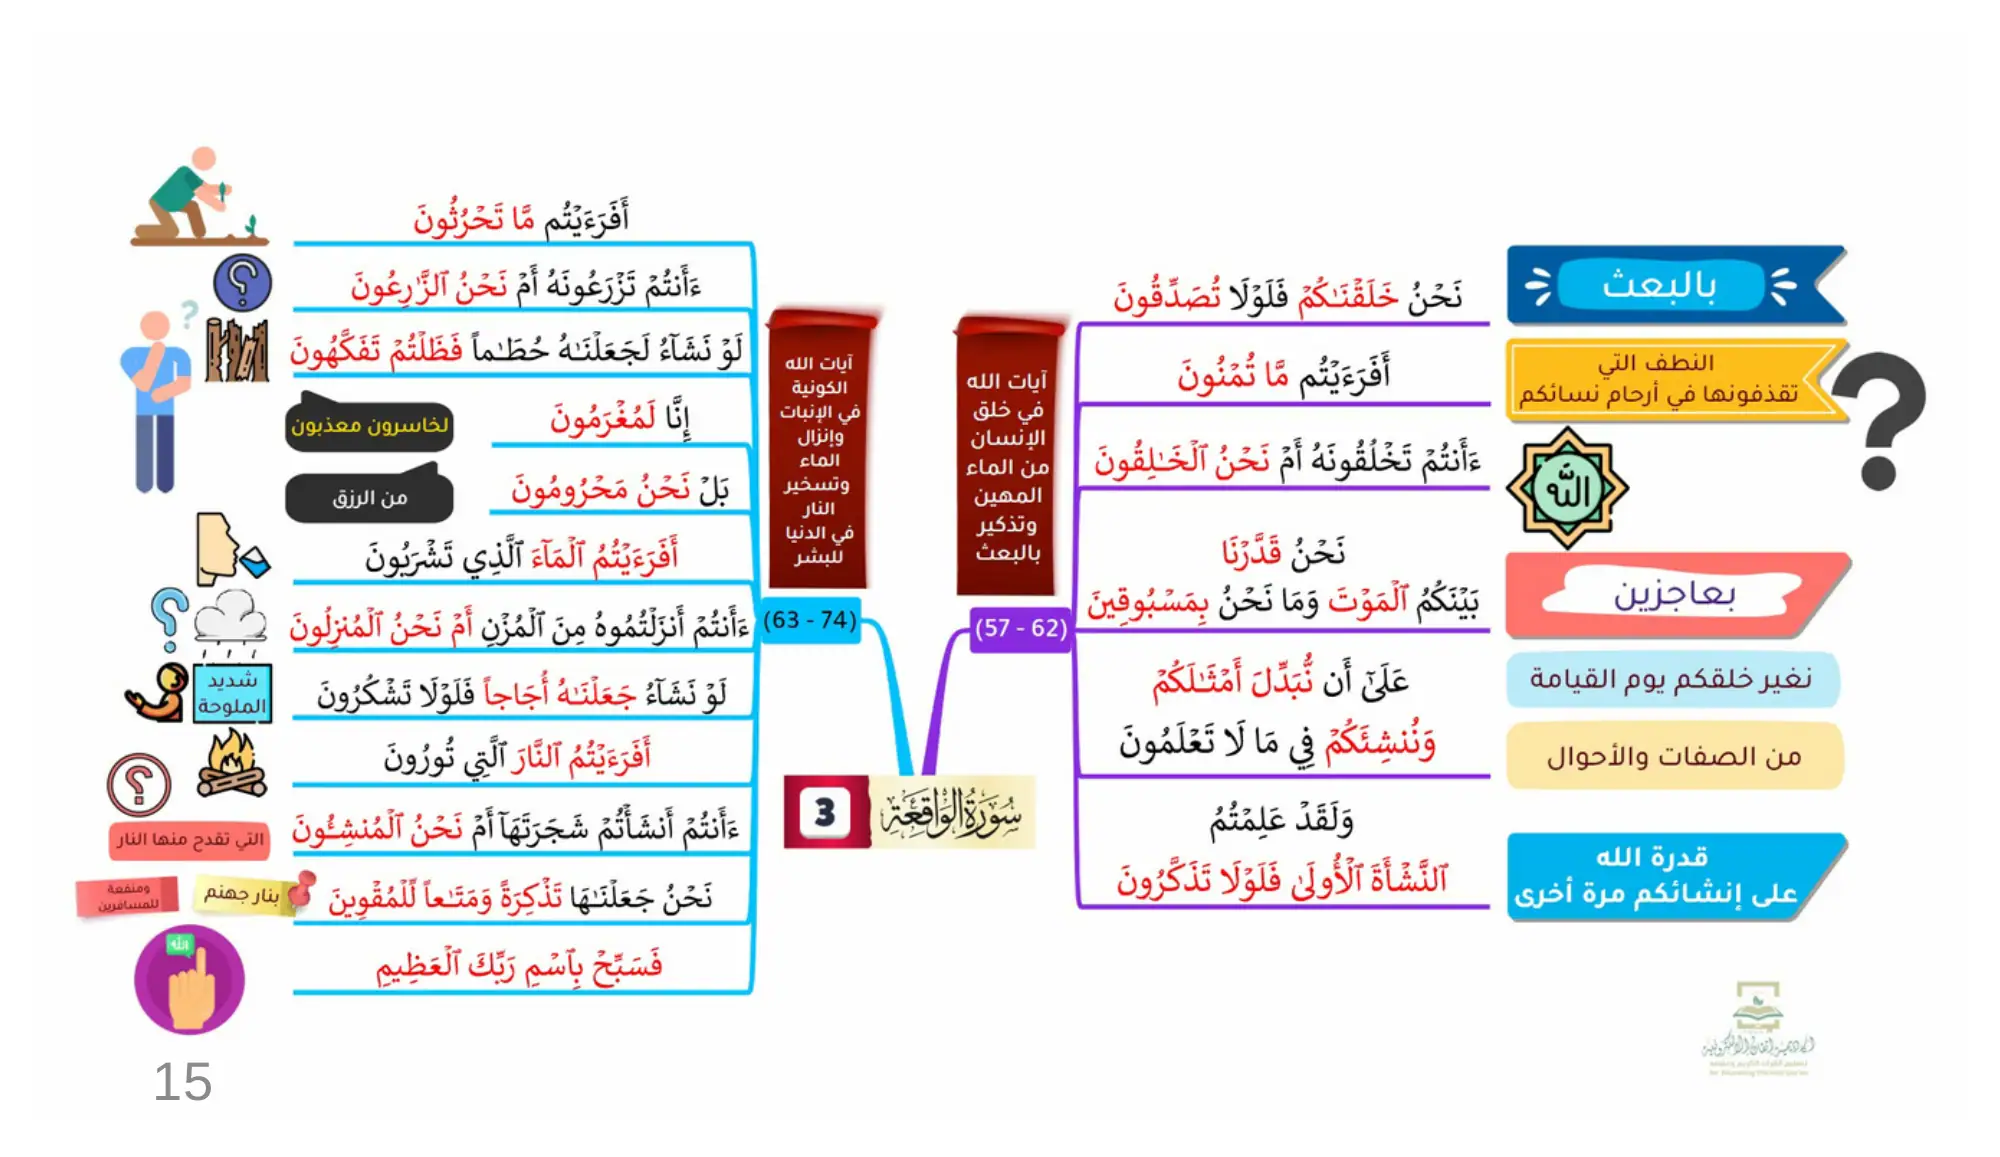 نَحۡنُ خَلَقۡنَـٰكُمۡ فَلَوۡلَا تُصَدِّقُونَ
بالبعث
أَفَرَءَيۡتُم مَّا تُمۡنُونَ
النطف التي
تقذفونها في أرحام نسائكم
ءَأَنتُمۡ تَخۡلُقُونَهُ أَمۡ نَحۡنُ ٱلۡخَـٰلِقُونَ
الله
نَحۡنُ قَدَّرۡنَا
بَيۡنَكُمُ ٱلۡمَوۡتَ وَمَا نَحۡنُ بِمَسۡبُوقِينَ
بعاجزين
عَلَىٰٓ أَن نُّبَدِّلَ أَمۡثَـٰلَكُمۡ
نغير خلقكم يوم القيامة
وَنُنشِئَكُمۡ فِي مَا لَا تَعۡلَمُونَ
من الصفات والأحوال
وَلَقَدۡ عَلِمۡتُمُ
ٱلنَّشۡأَةَ ٱلۡأُولَىٰ فَلَوۡلَا تَذَكَّرُونَ
قدرة الله
على إنشائكم مرة أخرى
آيات الله
في خلق
الإنسان
من الماء
المهين
وتذكير
بالبعث
(57 - 62)
سُورَةُ الوَاقِعَة
3
آيات الله
الكونية
في الإنبات
وإنزال
الماء
وتسخير
النار
في الدنيا
للبشر
(63 - 74)
أَفَرَءَيۡتُم مَّا تَحۡرُثُونَ
ءَأَنتُمۡ تَزۡرَعُونَهُ أَمۡ نَحۡنُ ٱلزَّٰرِعُونَ
لَوۡ نَشَآءُ لَجَعَلۡنَـٰهُ حُطَـٰماً فَظَلۡتُمۡ تَفَكَّهُونَ
إِنَّا لَمُغۡرَمُونَ
لخاسرون معذبون
بَلۡ نَحۡنُ مَحۡرُومُونَ
من الرزق
أَفَرَءَيۡتُمُ ٱلۡمَآءَ ٱلَّذِي تَشۡرَبُونَ
ءَأَنتُمۡ أَنزَلۡتُمُوهُ مِنَ ٱلۡمُزۡنِ أَمۡ نَحۡنُ ٱلۡمُنزِلُونَ
لَوۡ نَشَآءُ جَعَلۡنَـٰهُ أُجَاجاً فَلَوۡلَا تَشۡكُرُونَ
شديد
الملوحة
أَفَرَءَيۡتُمُ ٱلنَّارَ ٱلَّتِي تُورُونَ
ءَأَنتُمۡ أَنشَأۡتُمۡ شَجَرَتَهَآ أَمۡ نَحۡنُ ٱلۡمُنشِـُٔونَ
التي تقدح منها النار
نَحۡنُ جَعَلۡنَـٰهَا تَذۡكِرَةً وَمَتَـٰعاً لِّلۡمُقۡوِينَ
بنار جهنم
ومنفعة
للمسافرين
فَسَبِّحۡ بِٱسۡمِ رَبِّكَ ٱلۡعَظِيمِ
الله
15